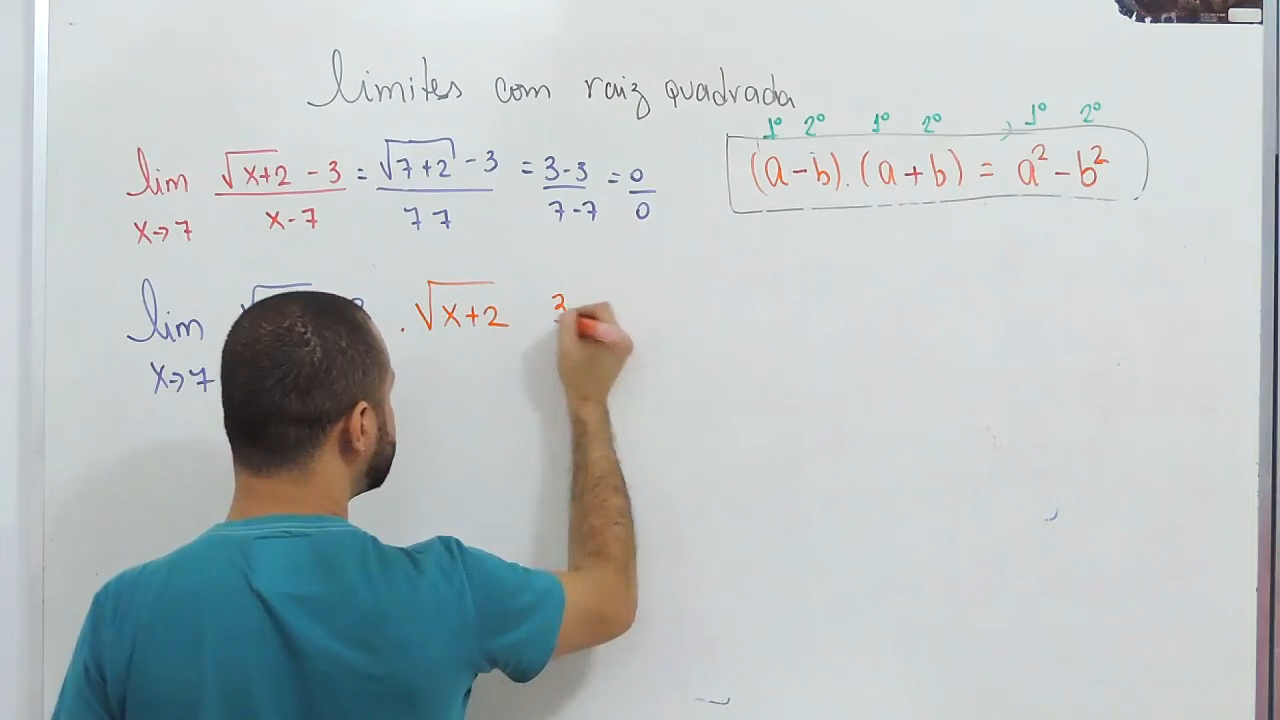 limites com raiz quadrada
1º 2º 1º 2º 1º 2º
(a-b).(a+b) = a² - b²
lim x→7 (√x+2 - 3)/(x-7) = (√7+2 - 3)/(7 7) = (3-3)/(7-7) = 0/0
lim x→7 . √x+2 3